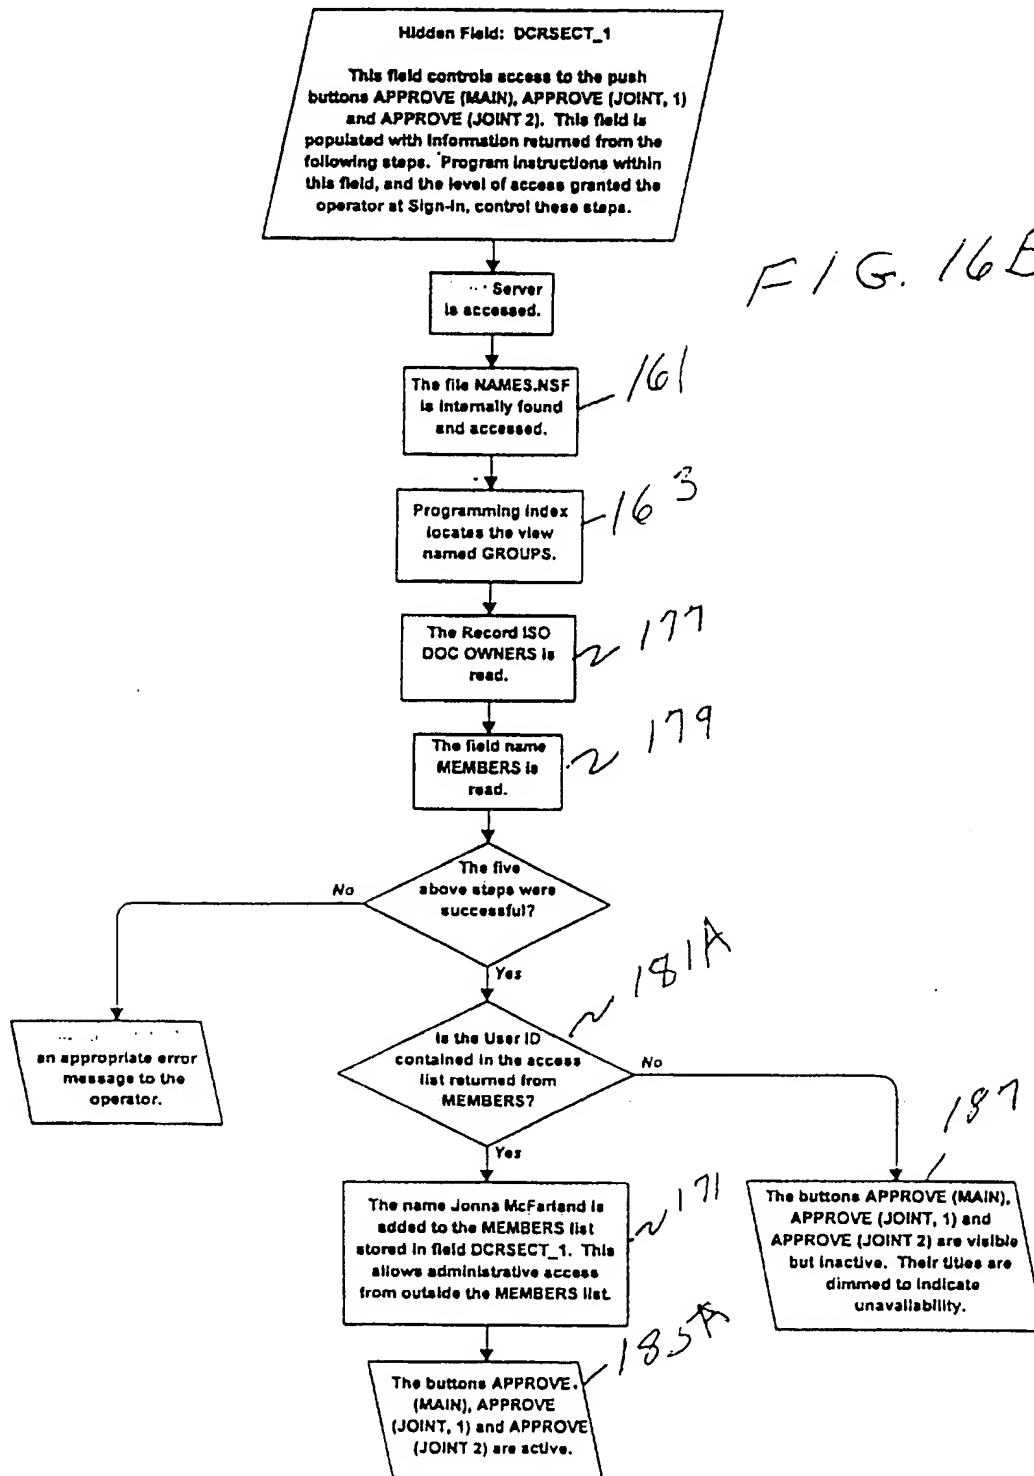 Hidden Field: DCRSECT_1
This field controls access to the push
buttons APPROVE (MAIN), APPROVE (JOINT, 1)
and APPROVE (JOINT 2). This field is
populated with information returned from the
following steps. Program instructions within
this field, and the level of access granted the
operator at Sign-In, control these steps.
FIG. 16B
Server
is accessed.
The file NAMES.NSF
is internally found
and accessed.
161
Programming index
locates the view
named GROUPS.
163
The Record ISO
DOC OWNERS is
read.
177
The field name
MEMBERS is
read.
179
The five
above steps were
successful?
No
Yes
181A
an appropriate error
message to the
operator.
Is the User ID
contained in the access
list returned from
MEMBERS?
No
Yes
187
The name Jonna McFarland is
added to the MEMBERS list
stored in field DCRSECT_1. This
allows administrative access
from outside the MEMBERS list.
171
The buttons APPROVE (MAIN),
APPROVE (JOINT, 1) and
APPROVE (JOINT 2) are visible
but inactive. Their titles are
dimmed to indicate
unavailability.
185A
The buttons APPROVE.
(MAIN), APPROVE
(JOINT, 1) and APPROVE
(JOINT 2) are active.